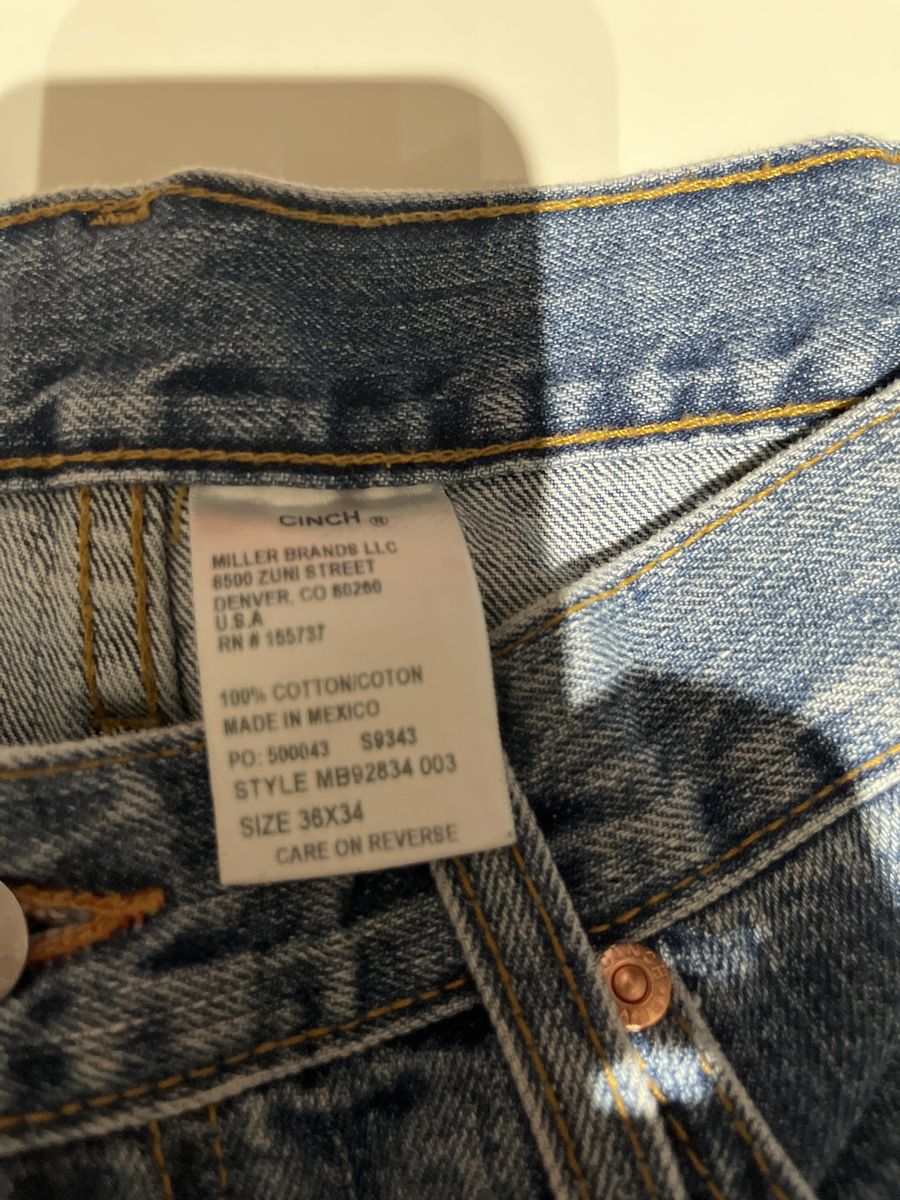 CINCH ®
MILLER BRANDS LLC
8500 ZUNI STREET
DENVER, CO 80260
U.S.A
RN # 155737
100% COTTON/COTON
MADE IN MEXICO
PO: 500043 S9343
STYLE MB92834 003
SIZE 36X34
CARE ON REVERSE